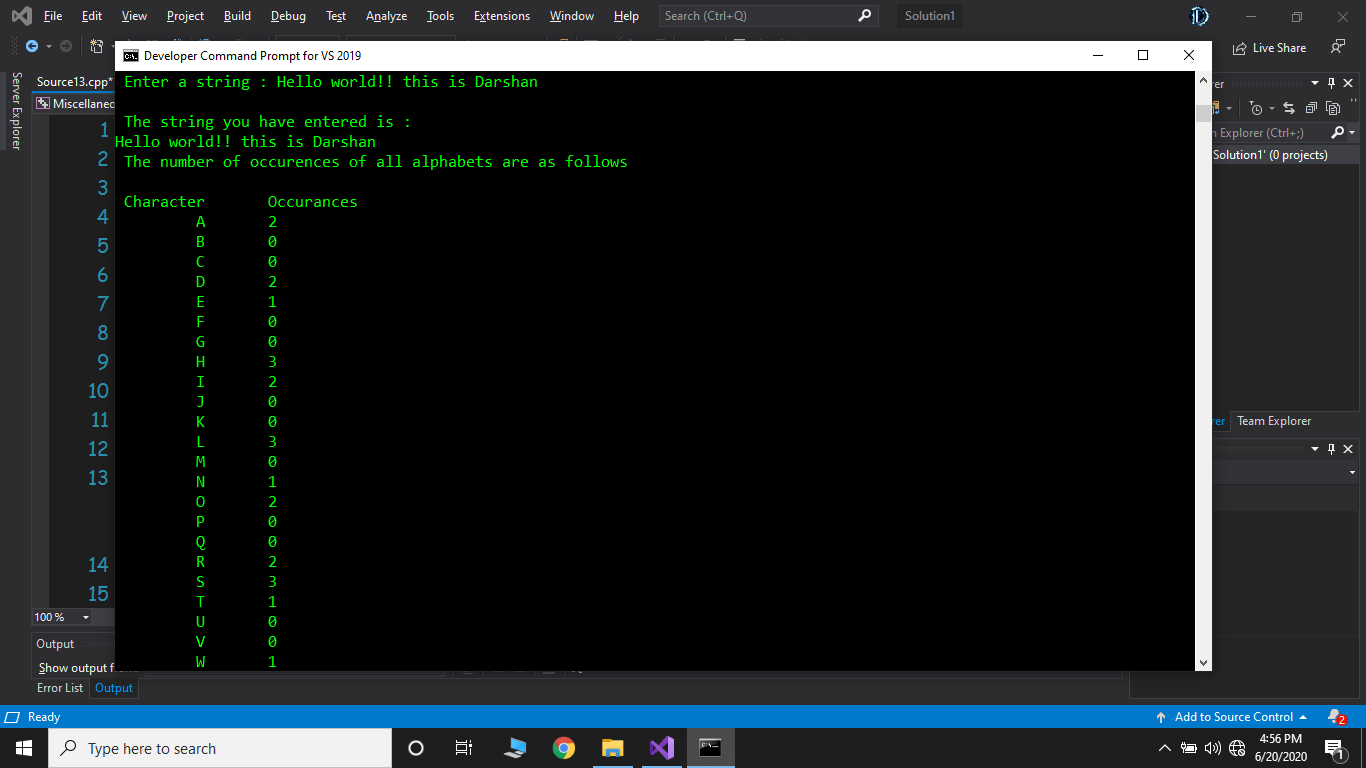 File Edit View Project Build Debug Test Analyze Tools Extensions Window Help Search (Ctrl+Q) Solution1
Live Share
Developer Command Prompt for VS 2019
Server Explorer
Source13.cpp*
Miscellaneo
Explorer (Ctrl+;)
Solution1' (0 projects)
Team Explorer
1
2
3
4
5
6
7
8
9
10
11
12
13
14
15
Enter a string : Hello world!! this is Darshan
The string you have entered is :
Hello world!! this is Darshan
The number of occurences of all alphabets are as follows
Character Occurances
A 2
B 0
C 0
D 2
E 1
F 0
G 0
H 3
I 2
J 0
K 0
L 3
M 0
N 1
O 2
P 0
Q 0
R 2
S 3
T 1
U 0
V 0
W 1
100 %
Output
Show output
Error List Output
Ready Add to Source Control 2
Type here to search
4:56 PM
6/20/2020
1